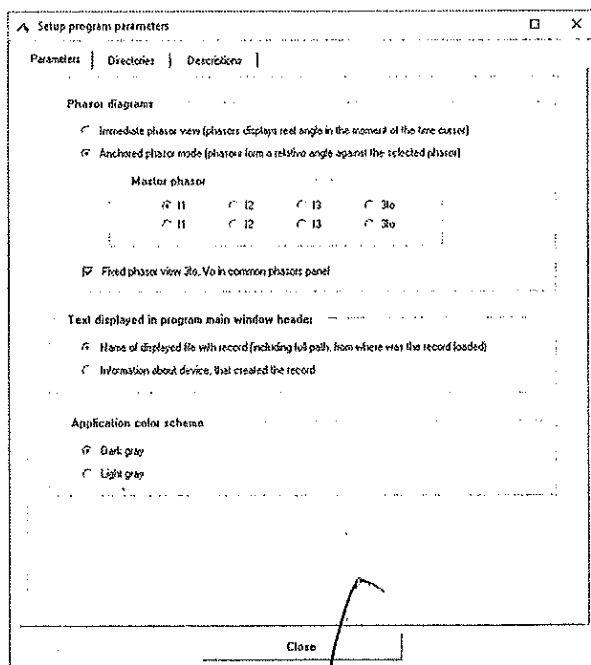 Setup program parameters
Parameters | Directories | Descriptions |
Phasor diagrams
Immediate phasor view (phasors displays reel angle in the moment of the time cursor)
Anchored phasor mode (phasors form a relative angle against the selected phasor)
Master phasor
I1 I2 I3 3Io
I1 I2 I3 3Io
Fixed phasor view 3Io, Vo in common phasors panel
Text displayed in program main window header
Name of displayed file with record (including full path, from where was the record loaded)
Information about device, that created the record
Application color schema
Dark gray
Light gray
Close